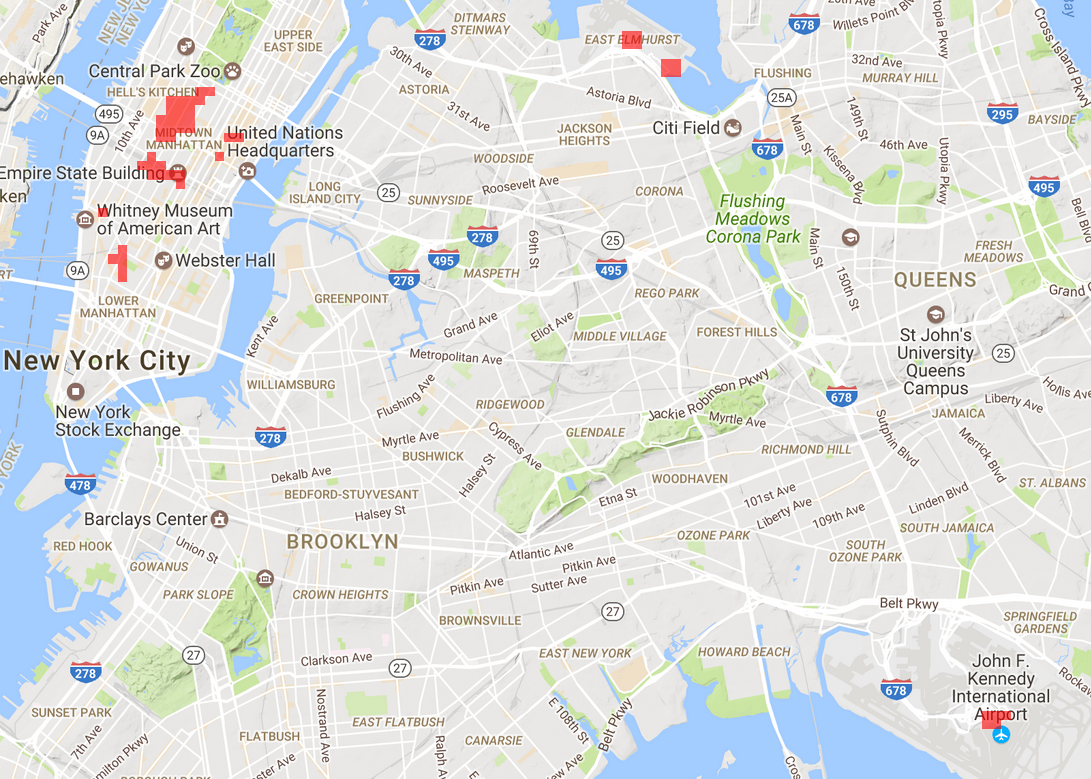 Park Ave
NEW J
NEW YO
DITMARS
STEINWAY
278
678
Willets Point Blv
Utopia Pkwy
Cross Island Pkwy
Bay
UPPER
EAST SIDE
EAST ELMHURST
30th Ave
32nd Ave
MURRAY HILL
FLUSHING
ehawken
Central Park Zoo
HELL'S KITCHEN
ASTORIA
Astoria Blvd
25A
495
9A
10th Ave
31st Ave
149th St
295
BAYSIDE
MIDTOWN
MANHATTAN
United Nations
Headquarters
JACKSON
HEIGHTS
Citi Field
Main St
678
46th Ave
Utopia Pkwy
Empire State Building
WOODSIDE
Kissena Blvd
ken
LONG
ISLAND CITY
25
Roosevelt Ave
CORONA
495
SUNNYSIDE
Whitney Museum
of American Art
Flushing
Meadows
Corona Park
Bell Blv
278
69th St
25
Main St
FRESH
MEADOWS
9A
Webster Hall
495
278
MASPETH
495
150th St
QUEENS
RT
LOWER
MANHATTAN
GREENPOINT
REGO PARK
Grand C
Kent Ave
Grand Ave
Eliot Ave
MIDDLE VILLAGE
FOREST HILLS
St John's
University
Queens
Campus
25
New York City
Metropolitan Ave
WILLIAMSBURG
Flushing Ave
Jackie Robinson Pkwy
678
Hollis Ave
New York
Stock Exchange
RIDGEWOOD
Myrtle Ave
Liberty Ave
JAMAICA
278
Myrtle Ave
Cypress Ave
GLENDALE
Sutphin Blvd
Merrick Blvd
YORK
BUSHWICK
RICHMOND HILL
478
Dekalb Ave
Halsey St
WOODHAVEN
ST. ALBANS
BEDFORD-STUYVESANT
Etna St
101st Ave
Linden Blvd
Barclays Center
Halsey St
Liberty Ave
109th Ave
SOUTH JAMAICA
RED HOOK
Union St
BROOKLYN
Atlantic Ave
OZONE PARK
SOUTH
OZONE PARK
GOWANUS
Pitkin Ave
Pitkin Ave
Sutter Ave
PARK SLOPE
CROWN HEIGHTS
27
Belt Pkwy
BROWNSVILLE
SPRINGFIELD
GARDENS
27
Clarkson Ave
27
EAST NEW YORK
HOWARD BEACH
278
John F.
Kennedy
International
Airport
Rockaw
678
SUNSET PARK
Nostrand Ave
E 108th St
Belt Pkwy
7th Ave
EAST FLATBUSH
FLATBUSH
Ralph A
CANARSIE
milton Pkwy
ster Ave
Cros